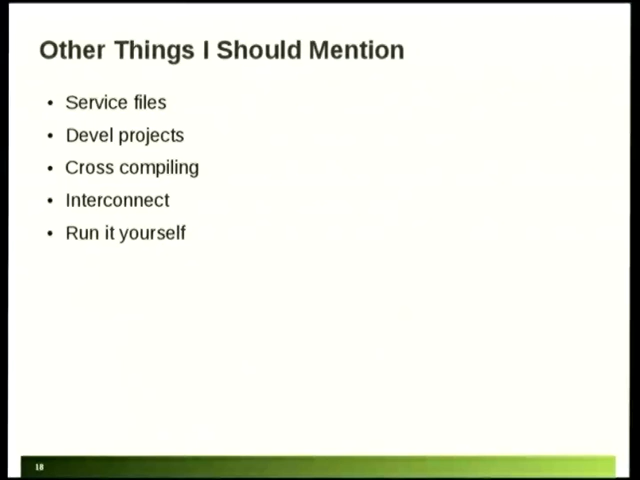 Other Things I Should Mention
• Service files
• Devel projects
• Cross compiling
• Interconnect
• Run it yourself
18